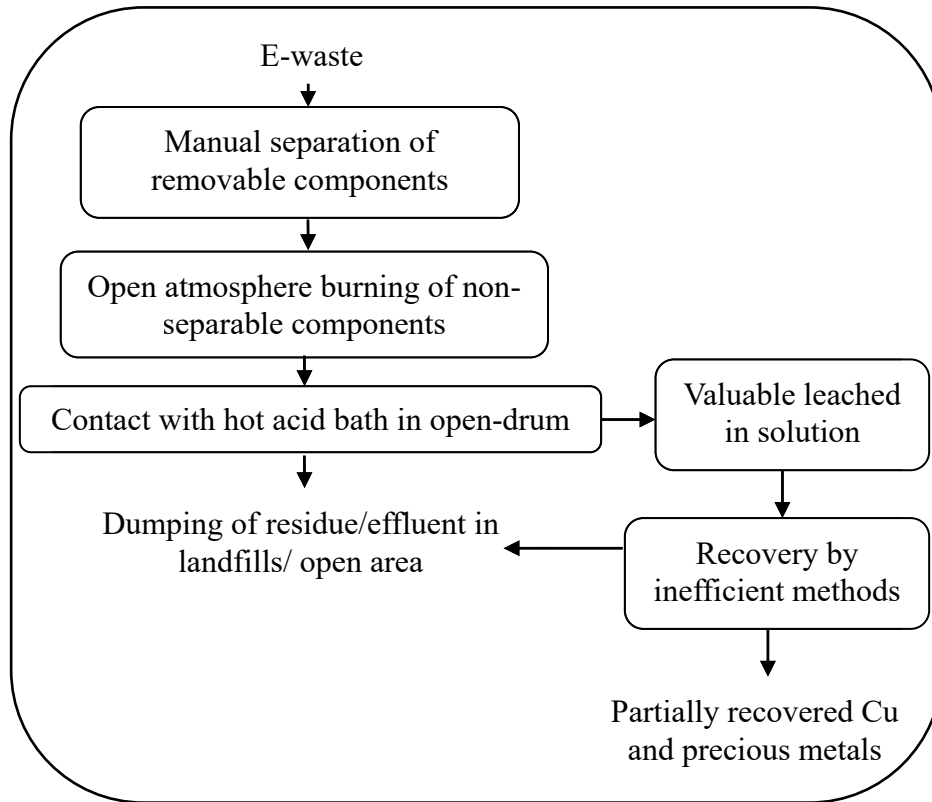 E-waste
Manual separation of
removable components
Open atmosphere burning of non-
separable components
Contact with hot acid bath in open-drum
Valuable leached
in solution
Dumping of residue/effluent in
landfills/ open area
Recovery by
inefficient methods
Partially recovered Cu
and precious metals